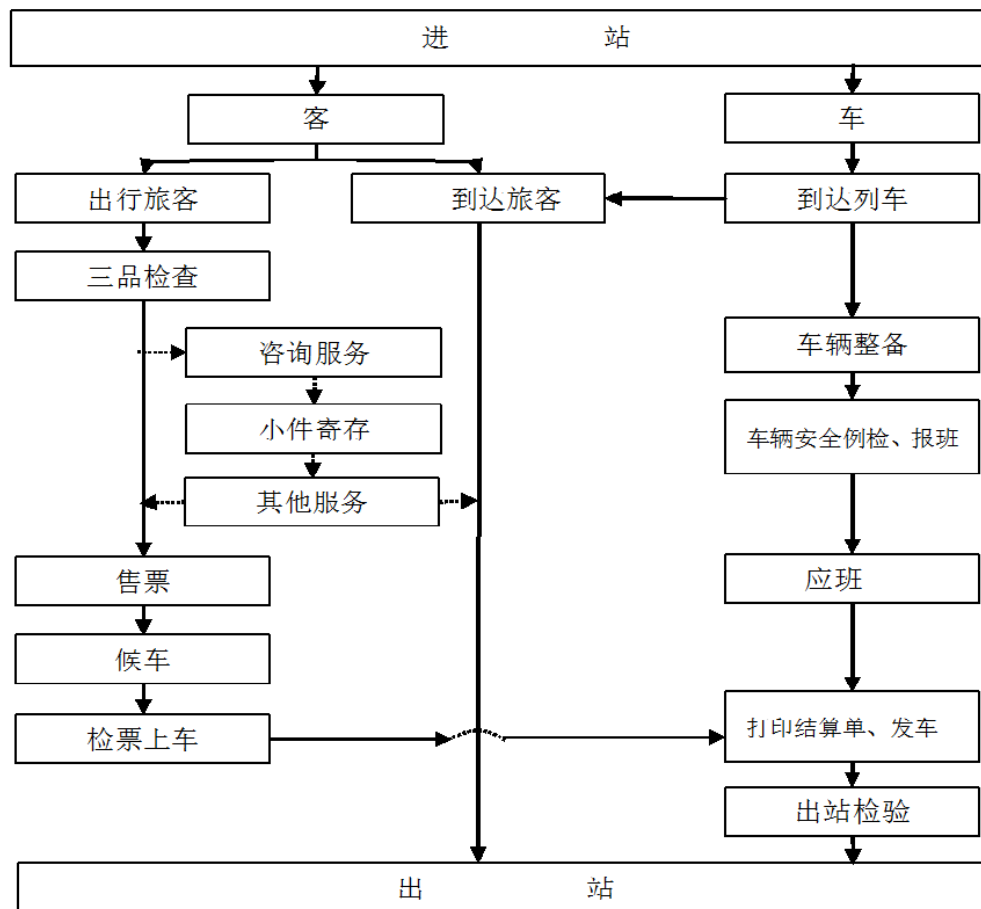 进 站
客
车
出行旅客
到达旅客
到达列车
三品检查
咨询服务
车辆整备
小件寄存
车辆安全例检、报班
其他服务
售票
应班
候车
检票上车
打印结算单、发车
出站检验
出 站